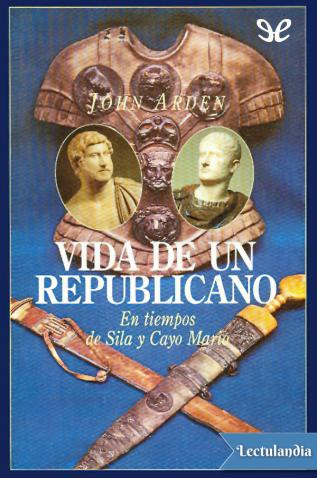 JOHN ARDEN
VIDA DE UN
REPUBLICANO
En tiempos
de Sila y Cayo Mario
Lectulandia